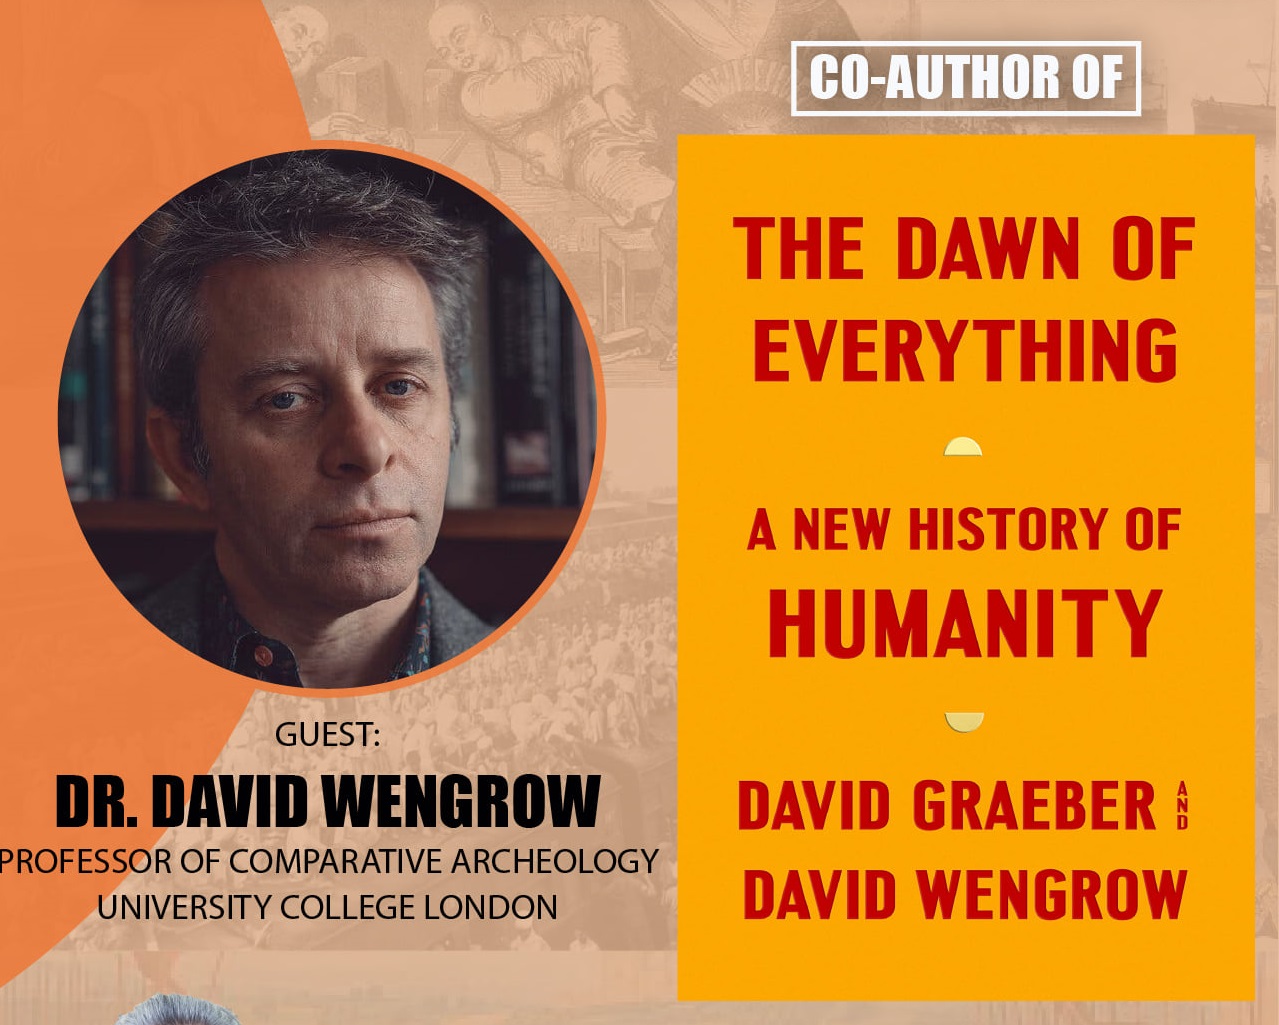 CO-AUTHOR OF
THE DAWN OF
EVERYTHING
A NEW HISTORY OF
HUMANITY
DAVID GRAEBER AND
DAVID WENGROW
GUEST:
DR. DAVID WENGROW
PROFESSOR OF COMPARATIVE ARCHEOLOGY
UNIVERSITY COLLEGE LONDON